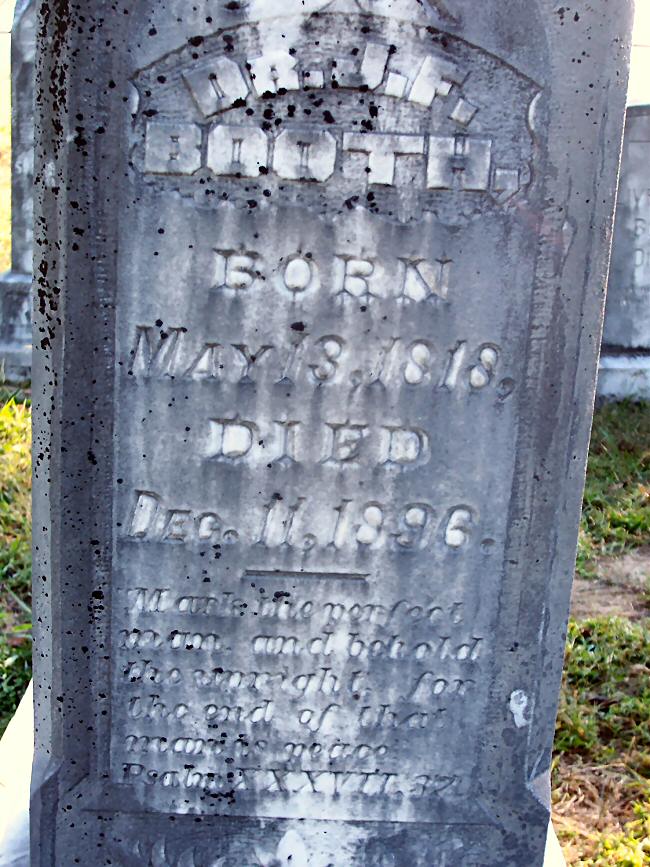 DR. J. F.
BOOTH,
BORN
MAY 13, 1818,
DIED
DEC. 11, 1896.
Mark the perfect
man and behold
the upright, for
the end of that
man is peace
Psalm XXXVII. 37.